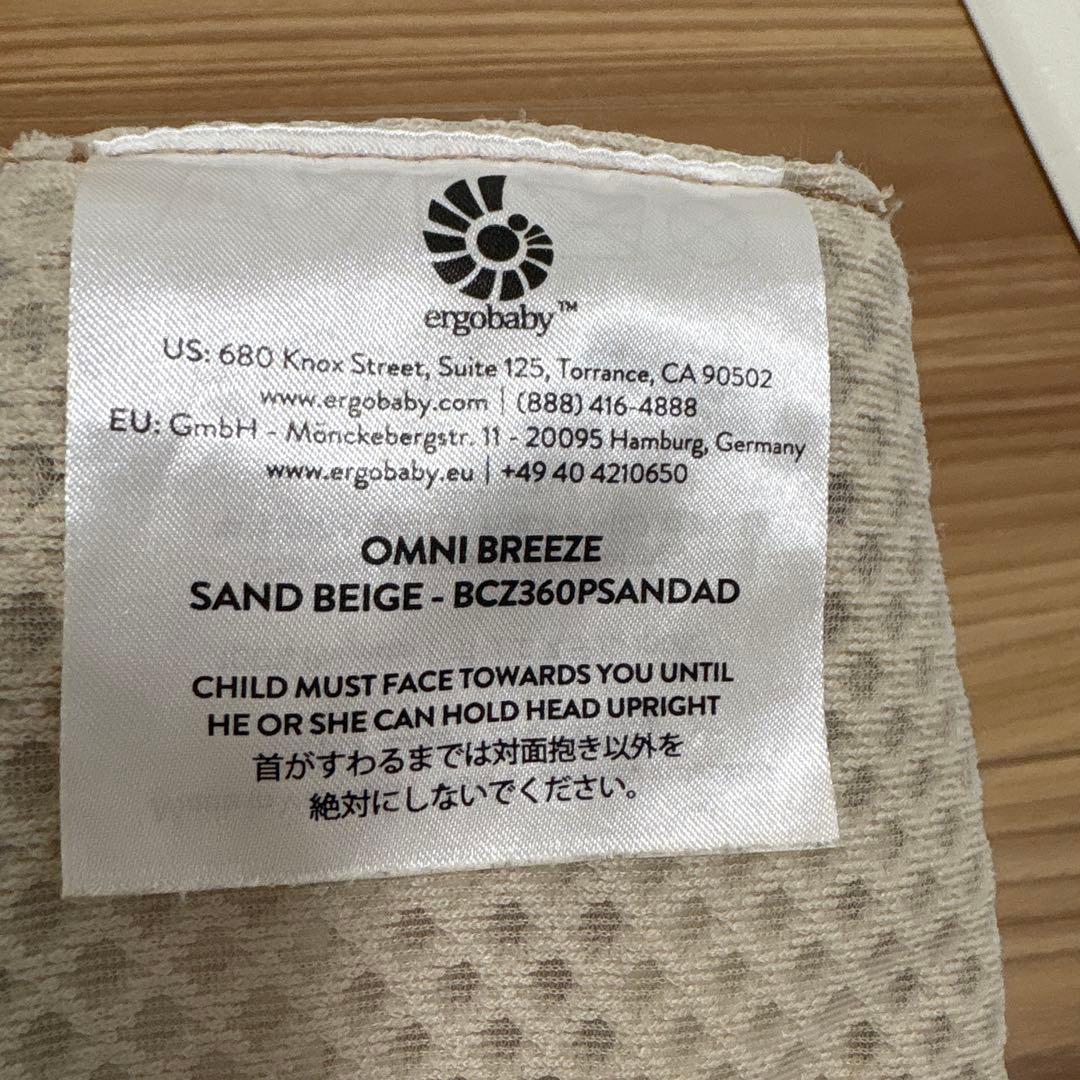 ergobaby™
US: 680 Knox Street, Suite 125, Torrance, CA 90502
www.ergobaby.com | (888) 416-4888
EU: GmbH - Mönckebergstr. 11 - 20095 Hamburg, Germany
www.ergobaby.eu | +49 40 4210650
OMNI BREEZE
SAND BEIGE - BCZ360PSANDAD
CHILD MUST FACE TOWARDS YOU UNTIL
HE OR SHE CAN HOLD HEAD UPRIGHT
首がすわるまでは対面抱き以外を
絶対にしないでください。